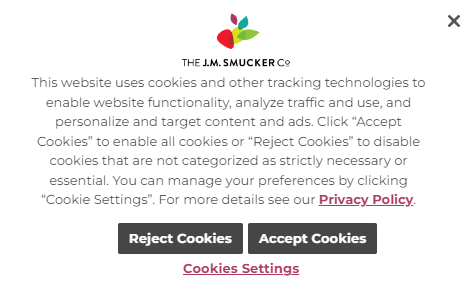 THE J.M. SMUCKER Co
This website uses cookies and other tracking technologies to
enable website functionality, analyze traffic and use, and
personalize and target content and ads. Click “Accept
Cookies” to enable all cookies or “Reject Cookies” to disable
cookies that are not categorized as strictly necessary or
essential. You can manage your preferences by clicking
“Cookie Settings”. For more details see our Privacy Policy.
Reject Cookies
Accept Cookies
Cookies Settings